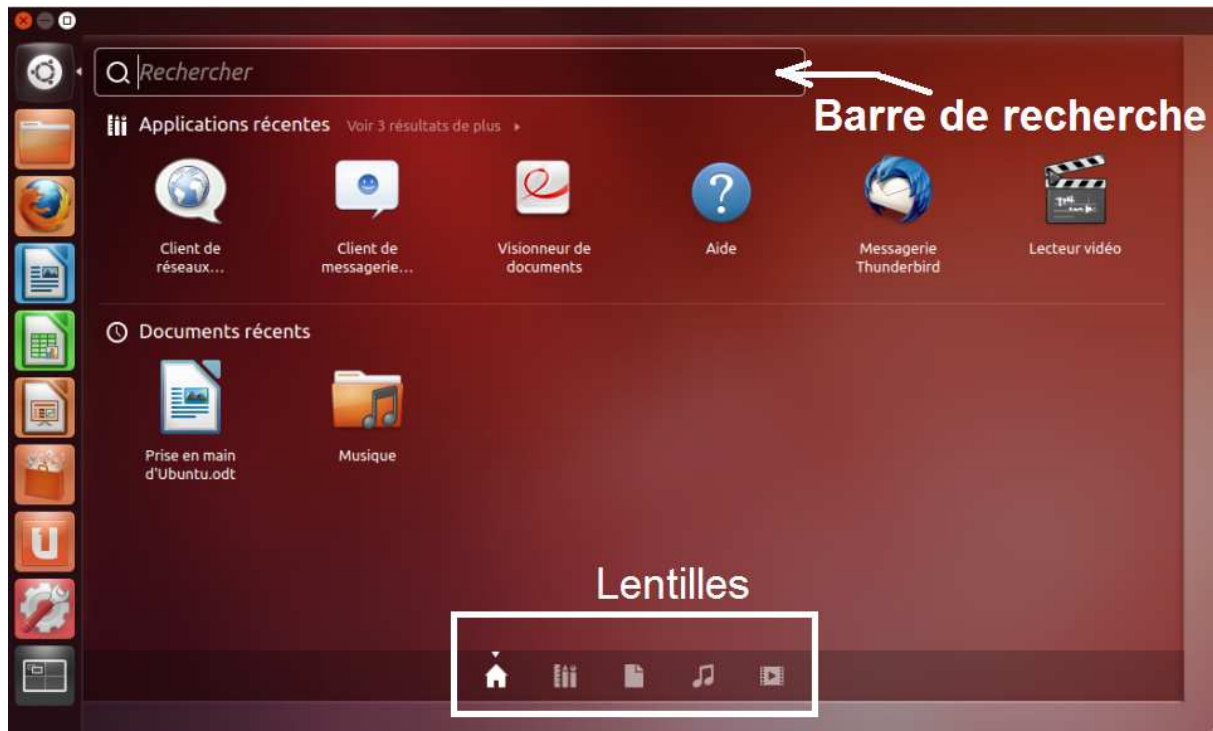 Rechercher
Barre de recherche
Applications récentes Voir 3 résultats de plus
Client de
réseaux...
Client de
messagerie...
Visionneur de
documents
Aide
Messagerie
Thunderbird
Lecteur vidéo
Documents récents
Prise en main
d'Ubuntu.odt
Musique
Lentilles